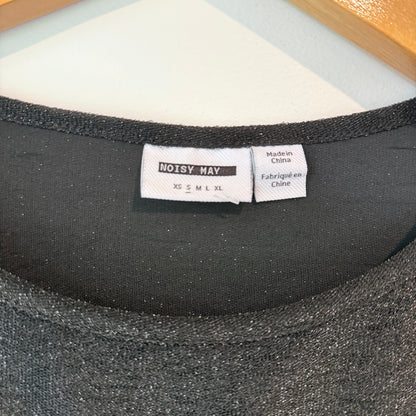 NOISY MAY
XS S M L XL
Made in
China
Fabriqué en
Chine